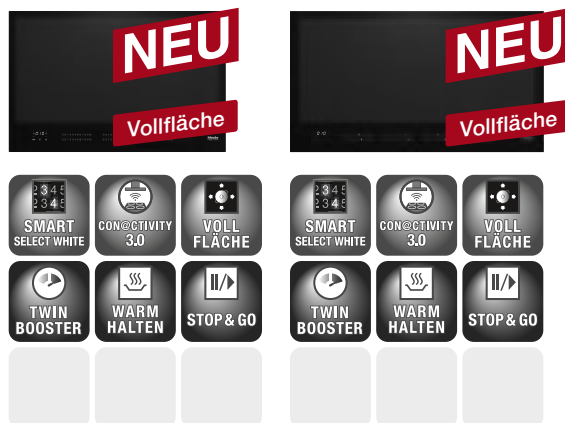 NEU
Vollfläche
NEU
Vollfläche
SMART
SELECT WHITE
CON@CTIVITY
3.0
VOLL
FLÄCHE
SMART
SELECT WHITE
CON@CTIVITY
3.0
VOLL
FLÄCHE
TWIN
BOOSTER
WARM
HALTEN
STOP & GO
TWIN
BOOSTER
WARM
HALTEN
STOP & GO